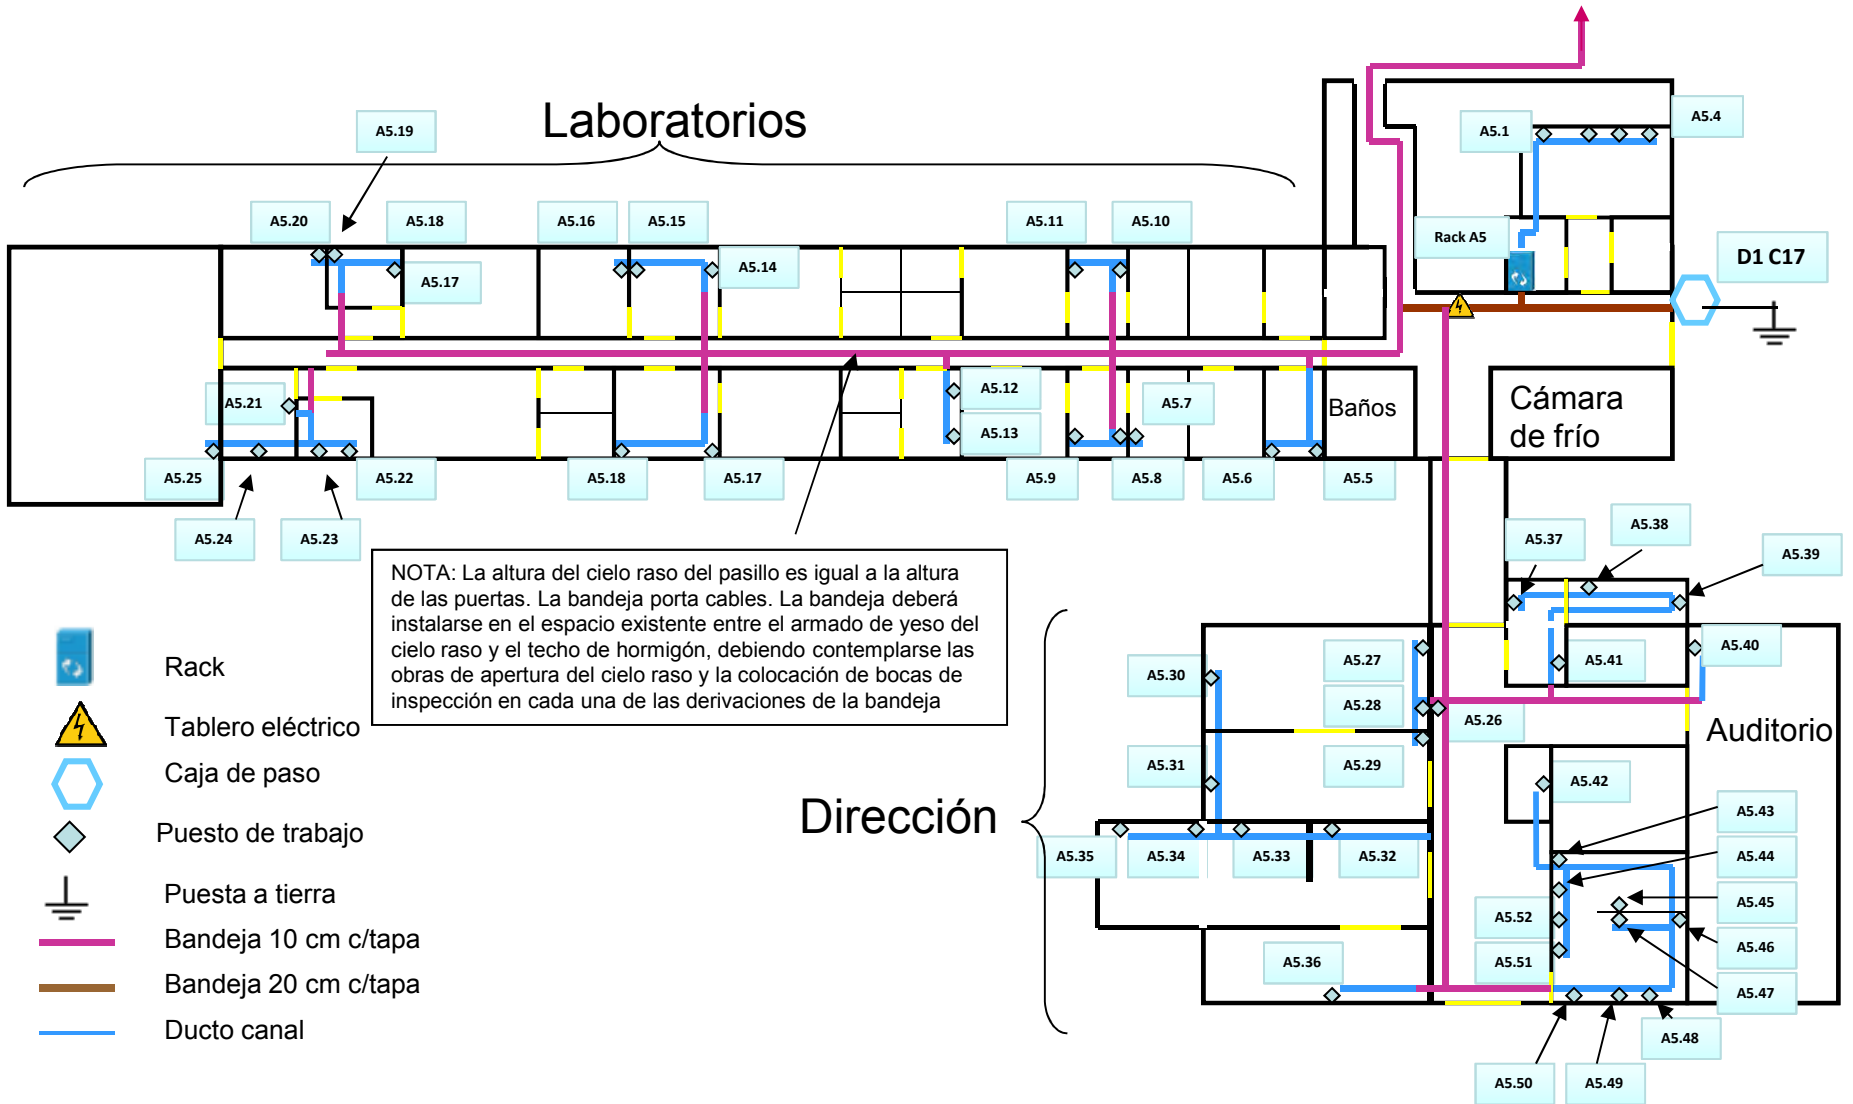 A5.1
A5.4
A5.19
Laboratorios
A5.20
A5.18
A5.16
A5.15
A5.11
A5.10
Rack A5
D1 C17
A5.17
A5.14
A5.21
A5.12
A5.7
A5.13
Baños
Cámara
de frío
A5.25
A5.22
A5.18
A5.17
A5.9
A5.8
A5.6
A5.5
A5.24
A5.23
A5.37
A5.38
A5.39
NOTA: La altura del cielo raso del pasillo es igual a la altura
de las puertas. La bandeja porta cables. La bandeja deberá
instalarse en el espacio existente entre el armado de yeso del
cielo raso y el techo de hormigón, debiendo contemplarse las
obras de apertura del cielo raso y la colocación de bocas de
inspección en cada una de las derivaciones de la bandeja
A5.30
A5.27
A5.41
A5.40
A5.28
A5.26
Auditorio
A5.31
A5.29
A5.42
Dirección
A5.43
A5.35
A5.34
A5.33
A5.32
A5.44
A5.52
A5.45
A5.36
A5.51
A5.46
A5.47
A5.48
A5.50
A5.49
Rack
Tablero eléctrico
Caja de paso
Puesto de trabajo
Puesta a tierra
Bandeja 10 cm c/tapa
Bandeja 20 cm c/tapa
Ducto canal